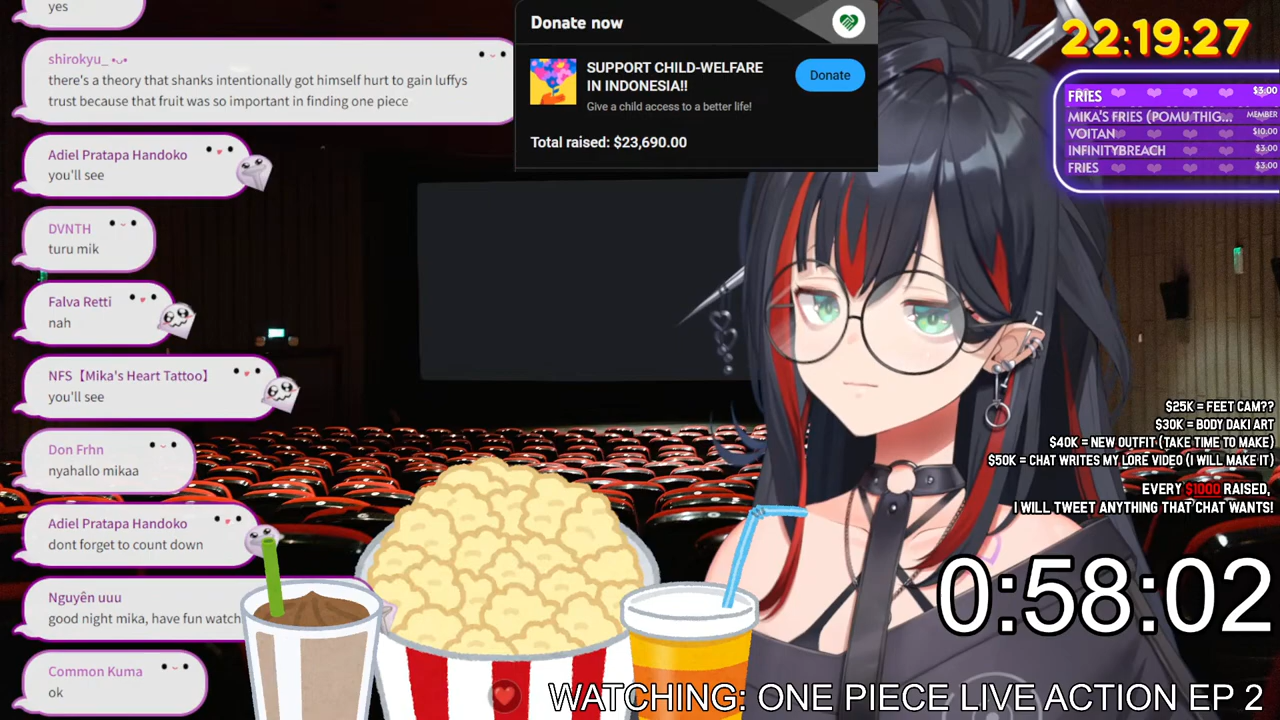 yes
shirokyu_
there's a theory that shanks intentionally got himself hurt to gain luffys
trust because that fruit was so important in finding one piece
Adiel Pratapa Handoko
you'll see
DVNTH
turu mik
Falva Retti
nah
NFS【Mika's Heart Tattoo】
you'll see
Don Frhn
nyahallo mikaa
Adiel Pratapa Handoko
dont forget to count down
Nguyên uuu
good night mika, have fun watch
Common Kuma
ok
Donate now
SUPPORT CHILD-WELFARE
IN INDONESIA!!
Give a child access to a better life!
Donate
Total raised: $23,690.00
22:19:27
FRIES $3.00
MIKA'S FRIES (POMU THIG... MEMBER
VOITAN $10.00
INFINITYBREACH $3.00
FRIES $3.00
$25K = FEET CAM??
$30K = BODY DAKI ART
$40K = NEW OUTFIT (TAKE TIME TO MAKE)
$50K = CHAT WRITES MY LORE VIDEO (I WILL MAKE IT)
EVERY $1000 RAISED,
I WILL TWEET ANYTHING THAT CHAT WANTS!
0:58:02
WATCHING: ONE PIECE LIVE ACTION EP 2